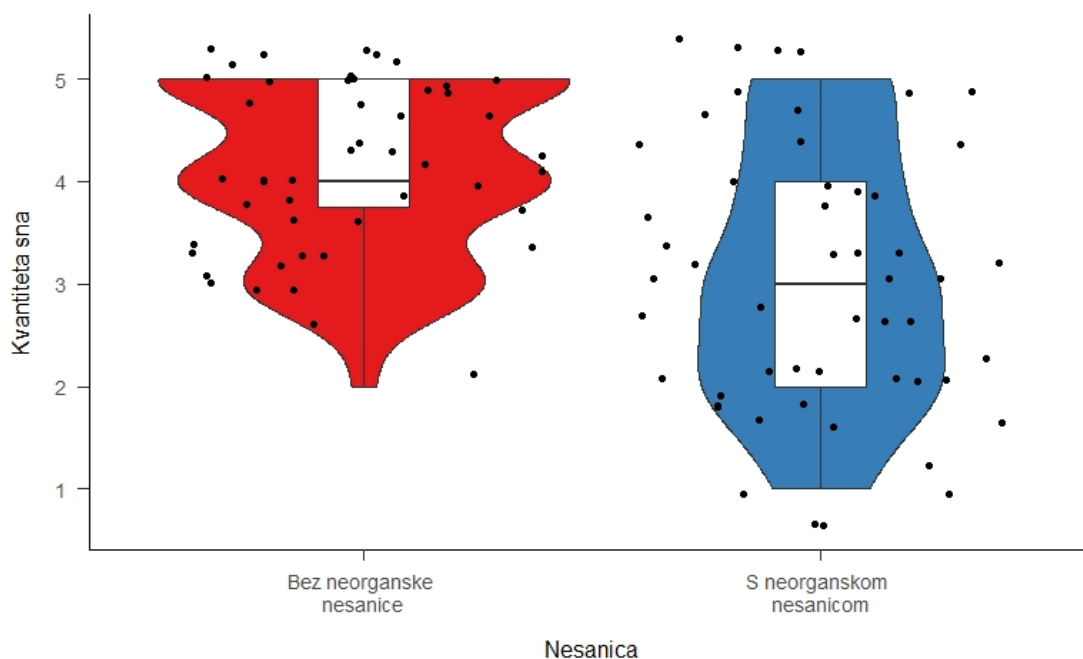 Kvantiteta sna
5
4
3
2
1
Bez neorganske
nesanice
S neorganskom
nesanicom
Nesanica